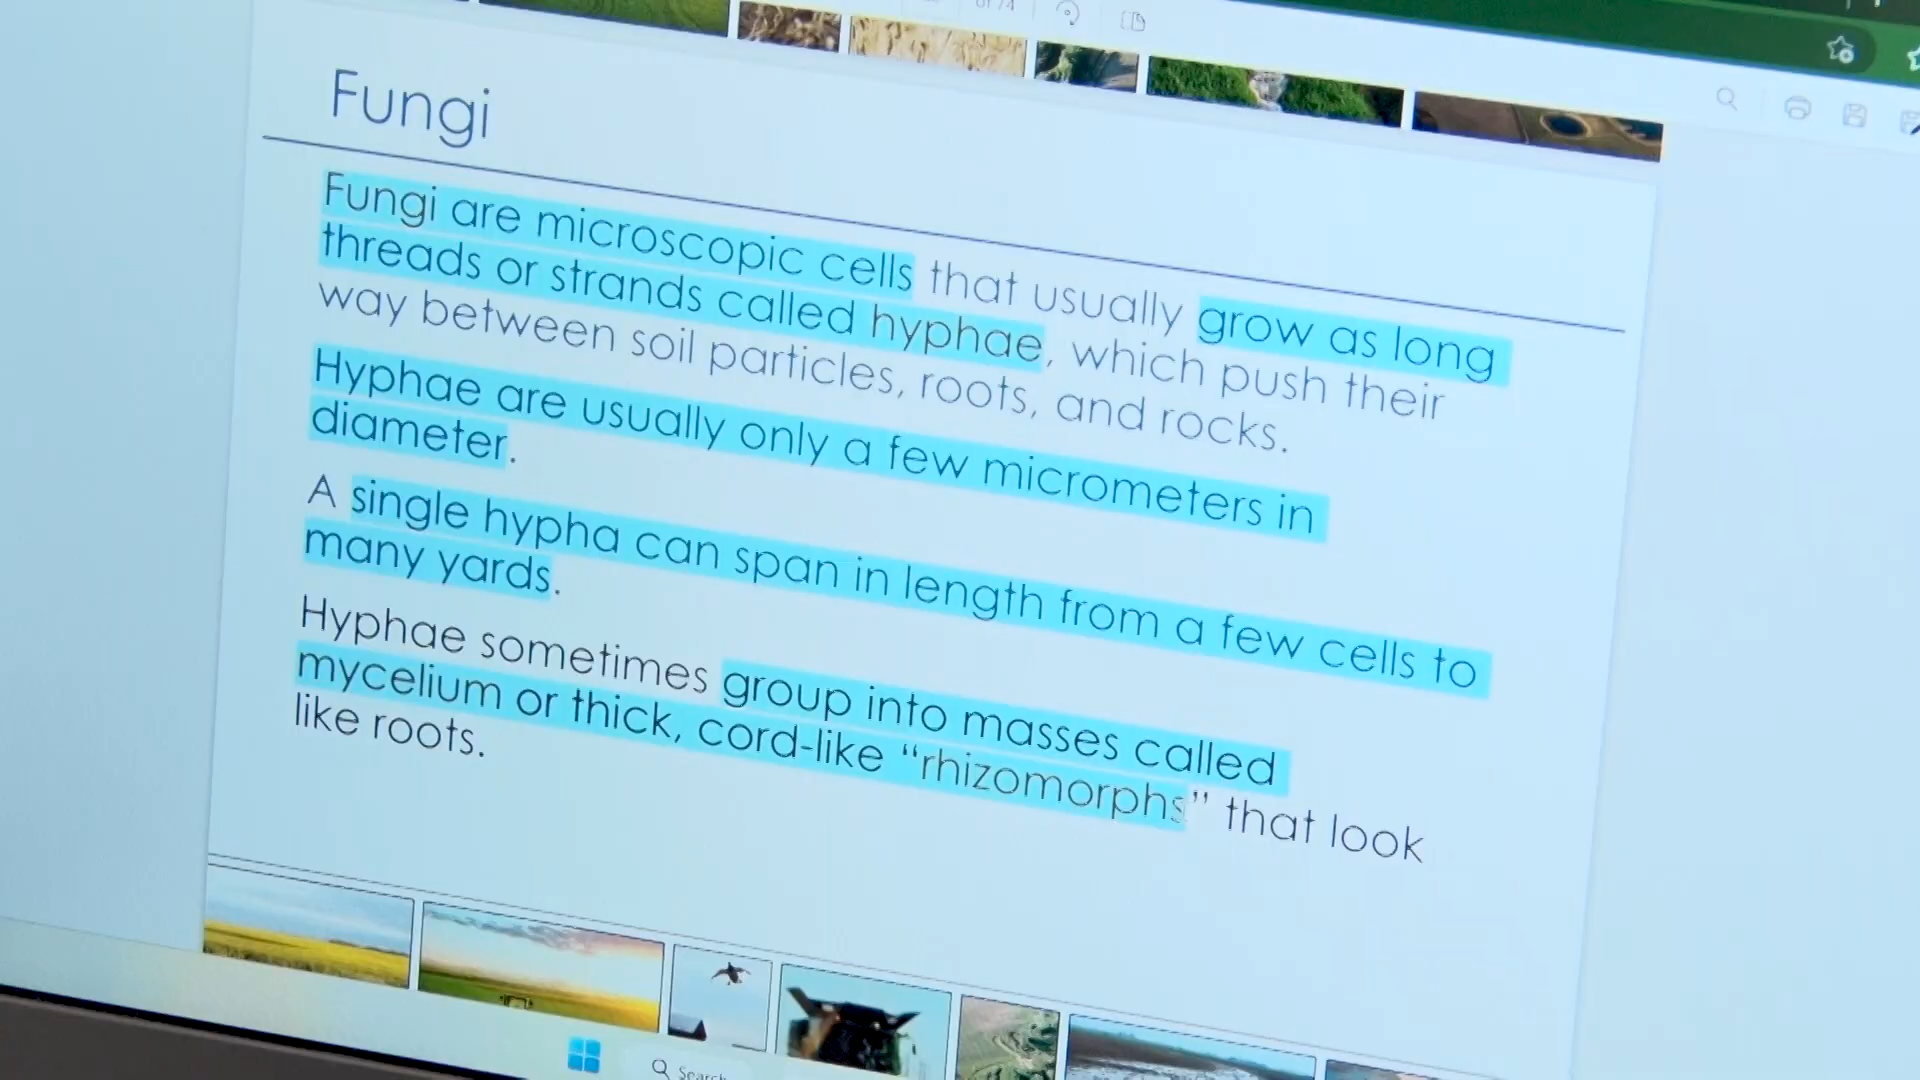 of 74
Fungi
Fungi are microscopic cells that usually grow as long
threads or strands called hyphae, which push their
way between soil particles, roots, and rocks.
Hyphae are usually only a few micrometers in
diameter.
A single hypha can span in length from a few cells to
many yards.
Hyphae sometimes group into masses called
mycelium or thick, cord-like “rhizomorphs” that look
like roots.
Search